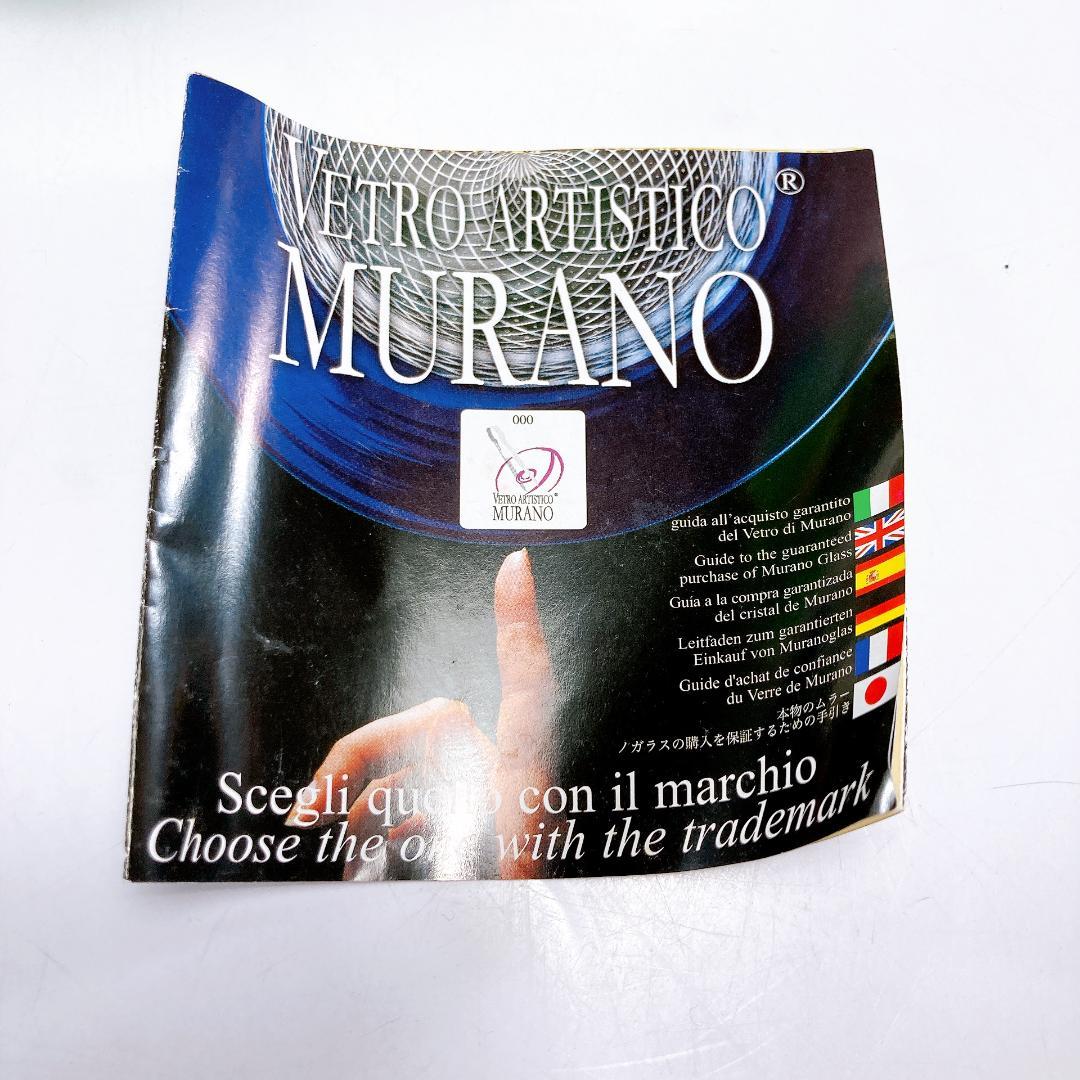 VETRO ARTISTICO®
MURANO
000
VETRO ARTISTICO®
MURANO
guida all'acquisto garantito
del Vetro di Murano
Guide to the guaranteed
purchase of Murano Glass
Guía a la compra garantizada
del cristal de Murano
Leitfaden zum garantierten
Einkauf von Muranoglas
Guide d'achat de confiance
du Verre de Murano
本物のムラー
ノガラスの購入を保証するための手引き
Scegli quello con il marchio
Choose the one with the trademark